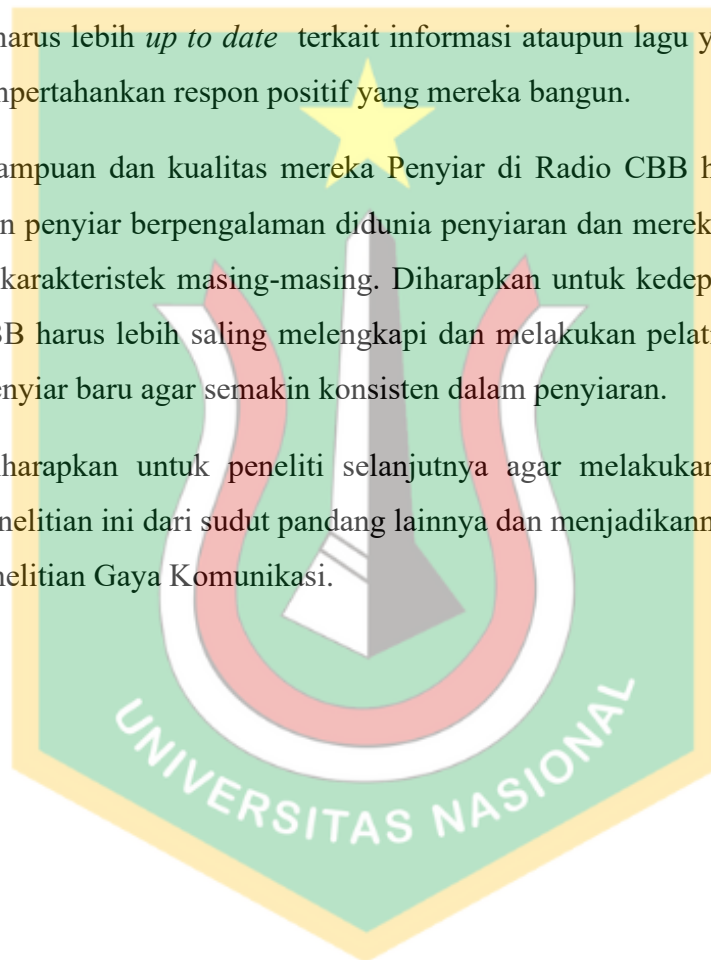 harus lebih up to date terkait informasi ataupun lagu y
npertahankan respon positif yang mereka bangun.
ampuan dan kualitas mereka Penyiar di Radio CBB h
n penyiar berpengalaman didunia penyiaran dan merek
karakteristek masing-masing. Diharapkan untuk kedep
BB harus lebih saling melengkapi dan melakukan pelat
enyiar baru agar semakin konsisten dalam penyiaran.
iharapkan untuk peneliti selanjutnya agar melakukan
nelitian ini dari sudut pandang lainnya dan menjadikann
nelitian Gaya Komunikasi.
UNIVERSITAS NASIONAL